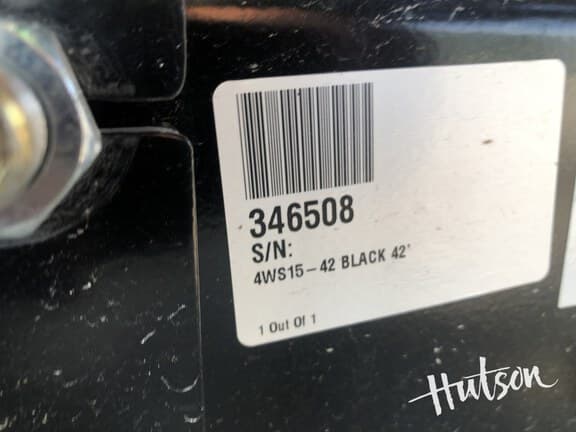 346508
S/N:
4WS15-42 BLACK 42'
1 Out Of 1
Hutson